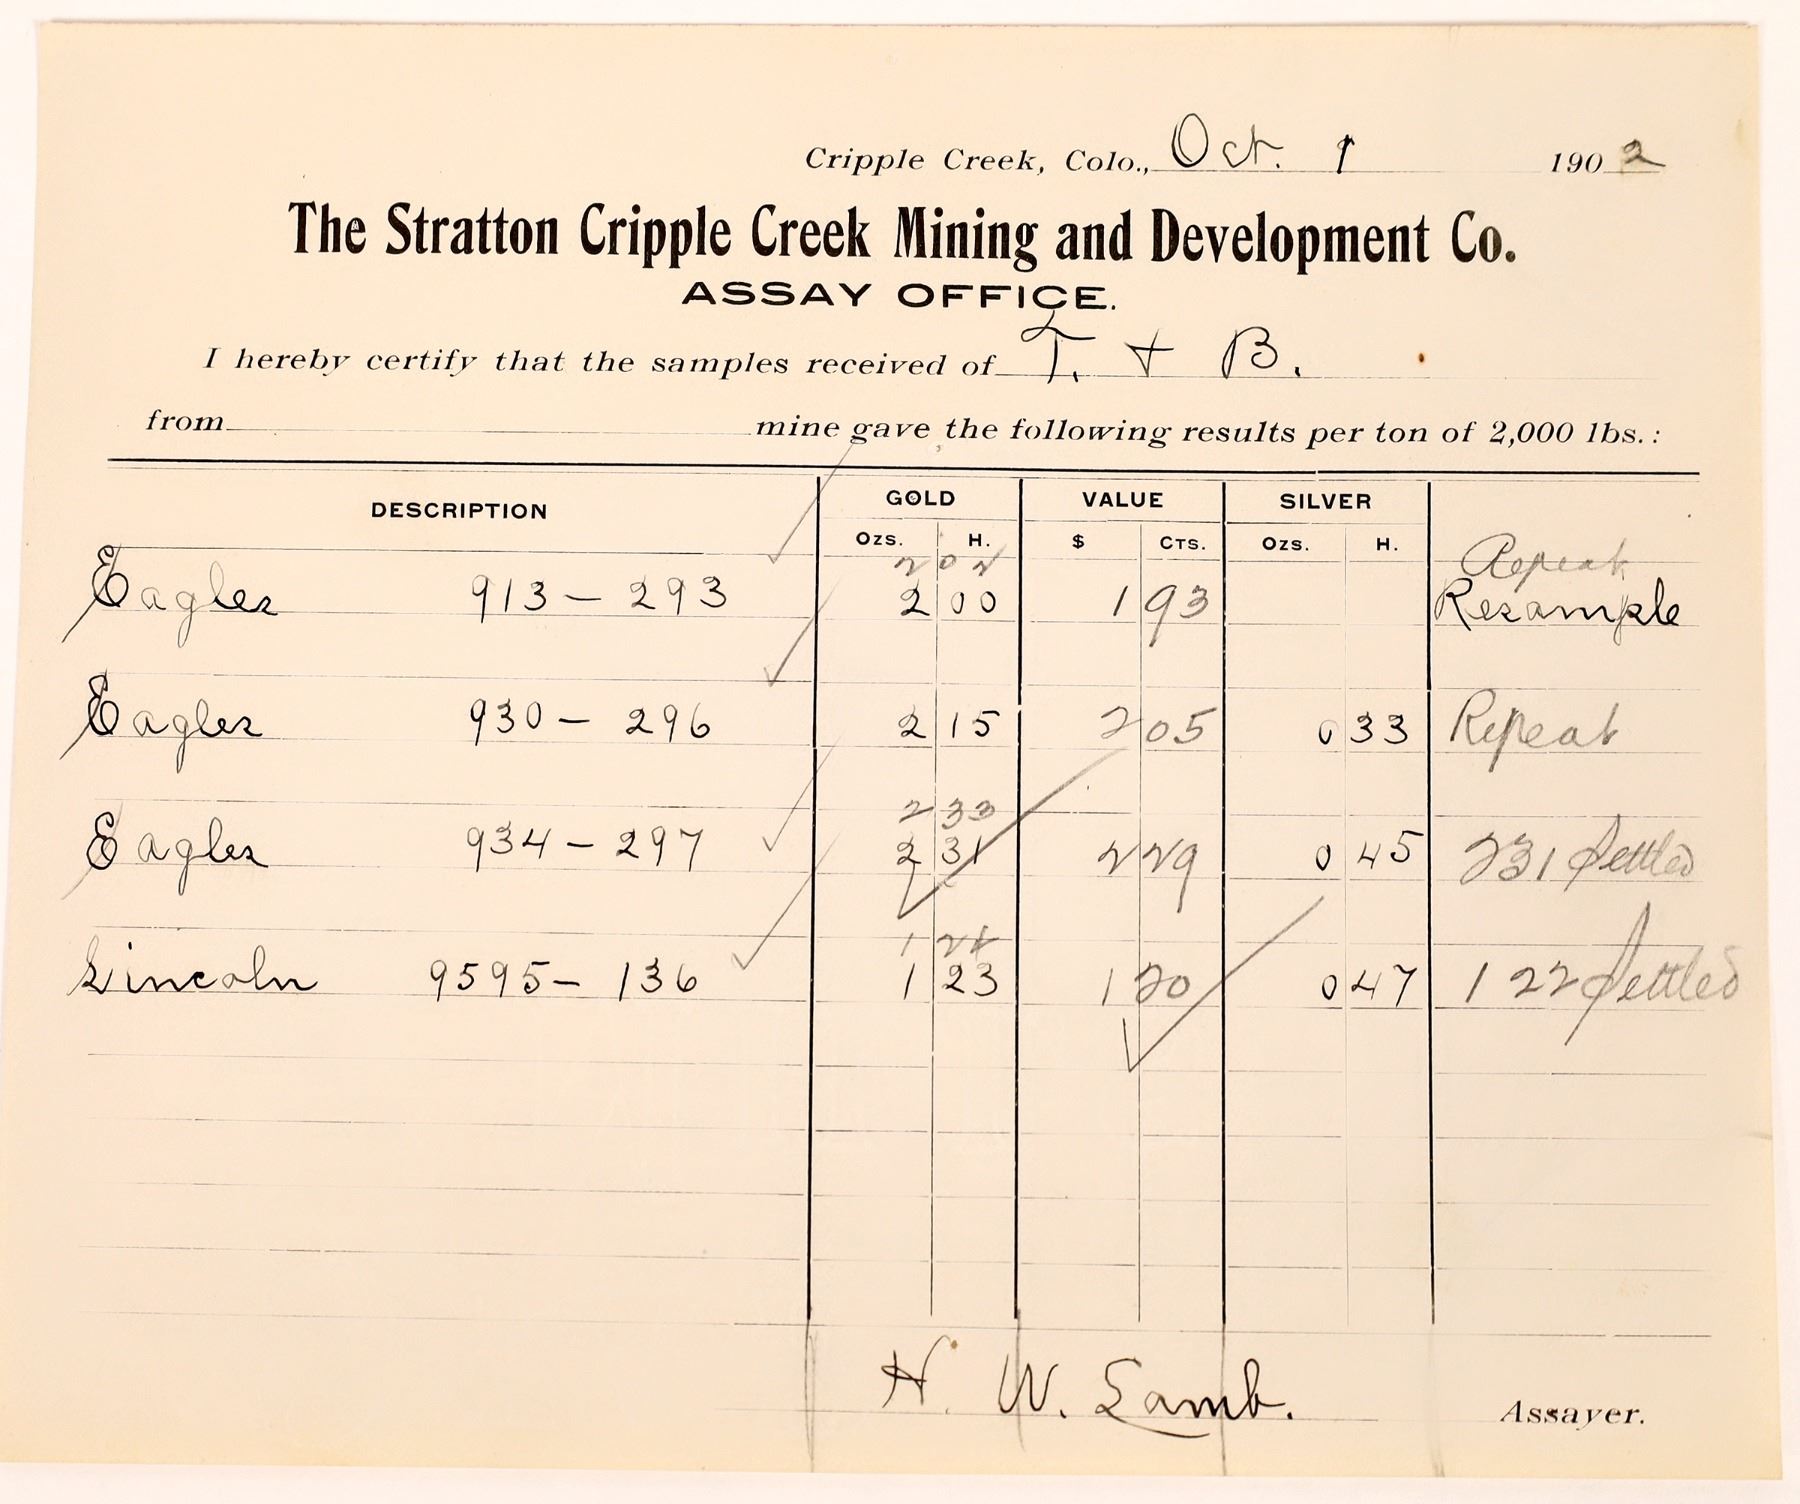 Cripple Creek, Colo., Oct. 1 1902
The Stratton Cripple Creek Mining and Development Co.
ASSAY OFFICE.
I hereby certify that the samples received of T. + B.
from mine gave the following results per ton of 2,000 lbs.:
DESCRIPTION GOLD VALUE SILVER
Ozs. H. $ CTS. Ozs. H.
2 02 Repeat
Eagles 913 - 293 2 00 1 93 Resample
Eagles 930 - 296 2 15 2 05 0 33 Repeat
2 33
Eagles 934 - 297 2 31 2 29 0 45 231 Settled
1 21
Lincoln 9595 - 136 1 23 1 20 0 47 1 22 Settled
H. W. Lamb. Assayer.